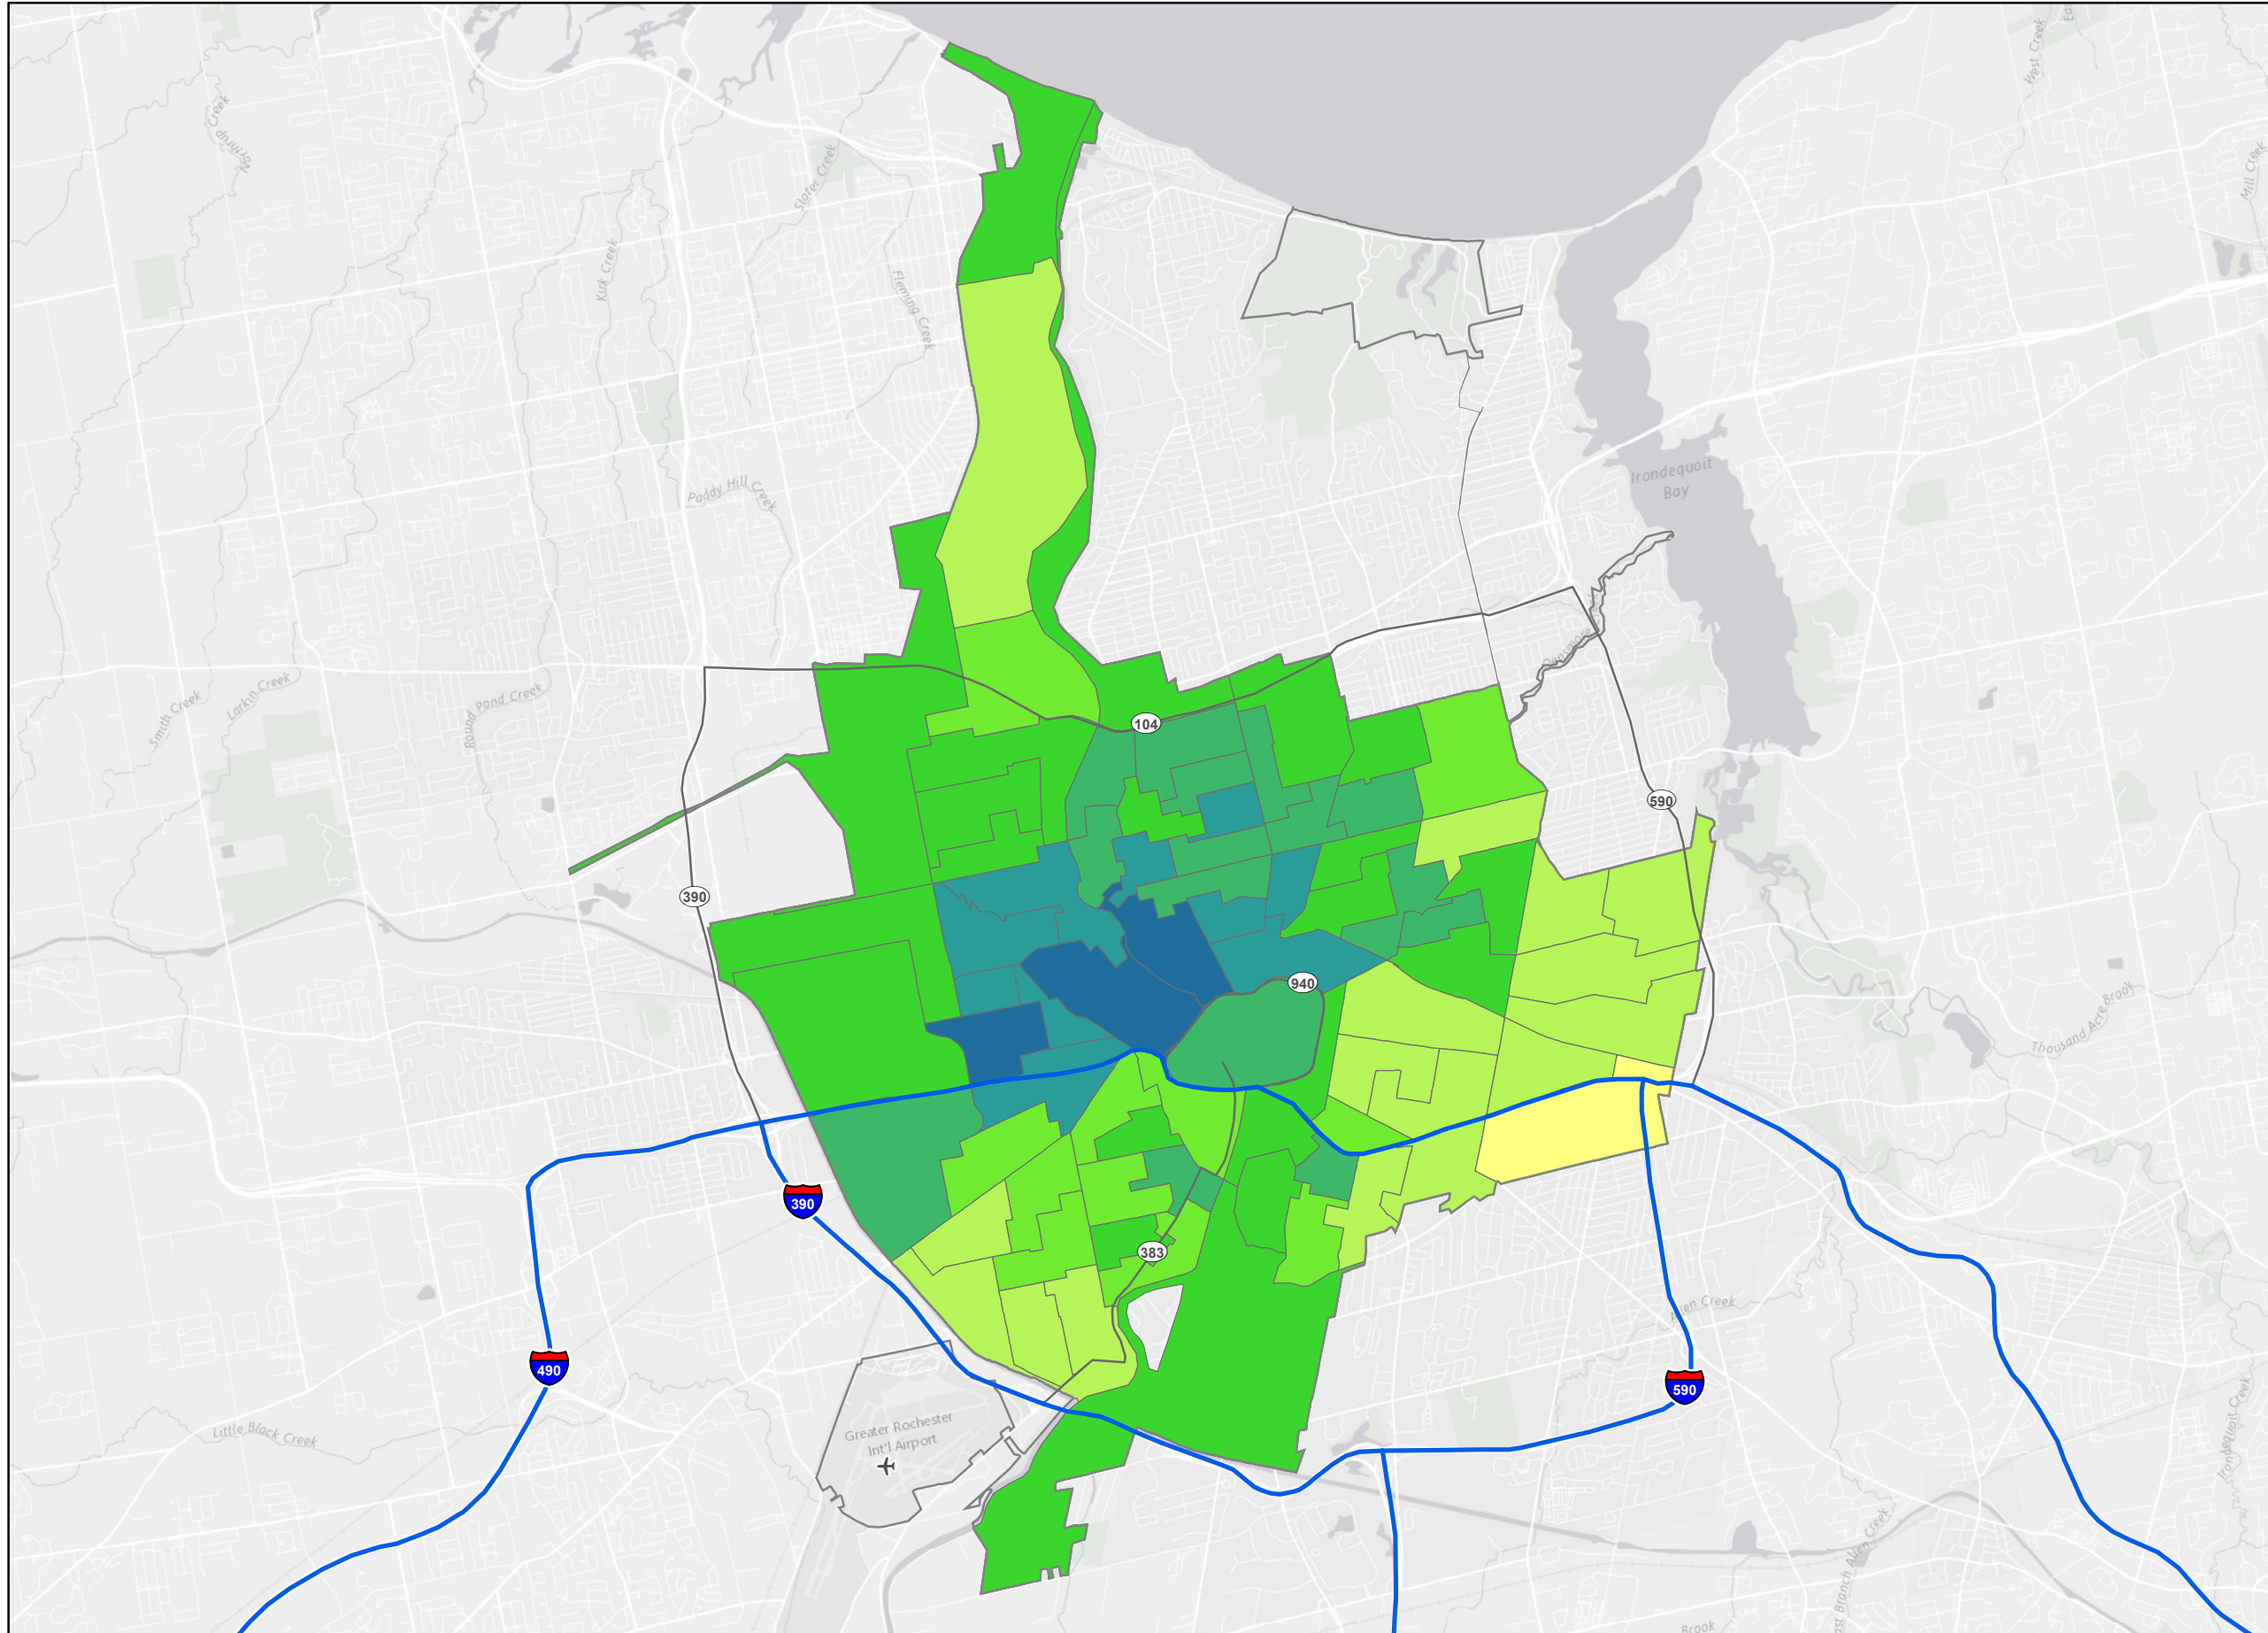 West Creek
Mill Creek
Northrup
Creek
Slater Creek
Kirk Creek
Fleming Creek
Irondequoit
Bay
Paddy Hill Creek
Densmore Creek
Smith Creek
Larkin Creek
Round Pond Creek
104
590
390
940
Thousand Acre Brook
390
383
Allen Creek
490
590
Little Black Creek
Greater Rochester
Int'l Airport
Irondequoit Creek
East Branch Allen Creek
Brook